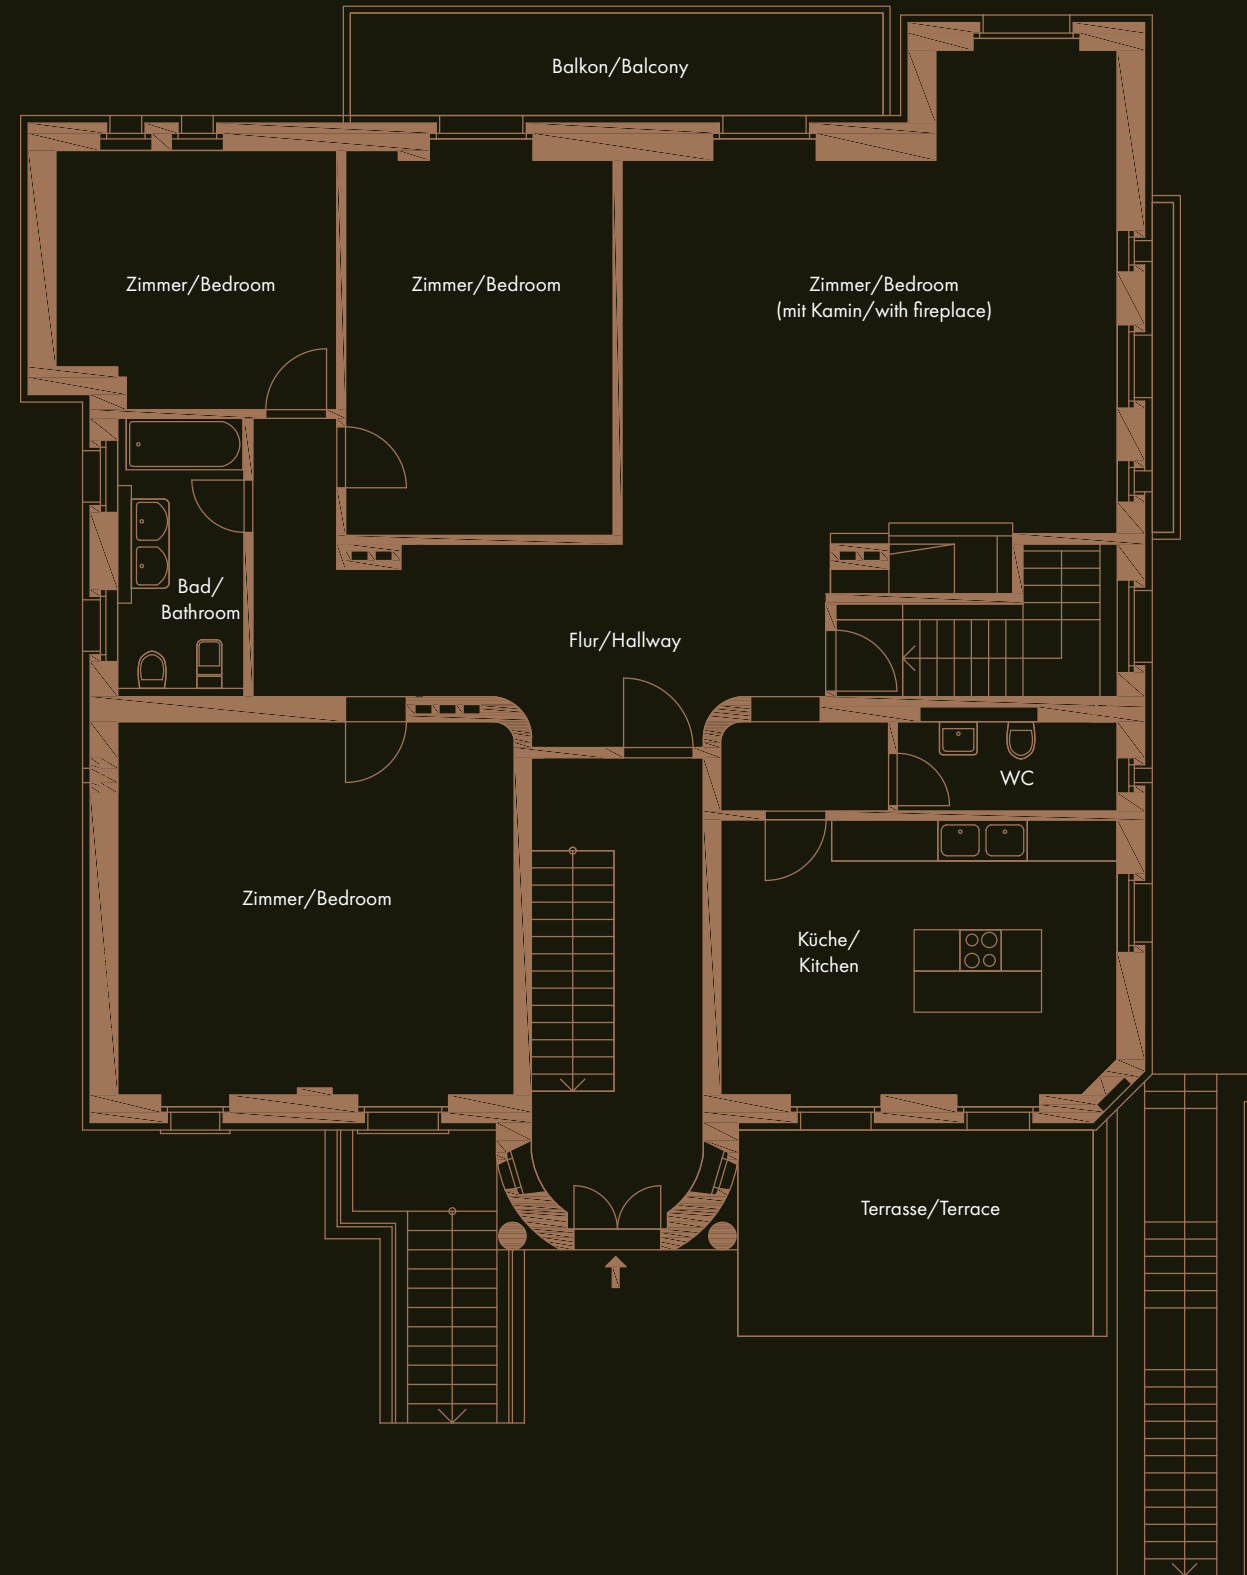 Balkon/Balcony
Zimmer/Bedroom
Zimmer/Bedroom
Zimmer/Bedroom
(mit Kamin/with fireplace)
Bad/
Bathroom
Flur/Hallway
WC
Zimmer/Bedroom
Küche/
Kitchen
Terrasse/Terrace